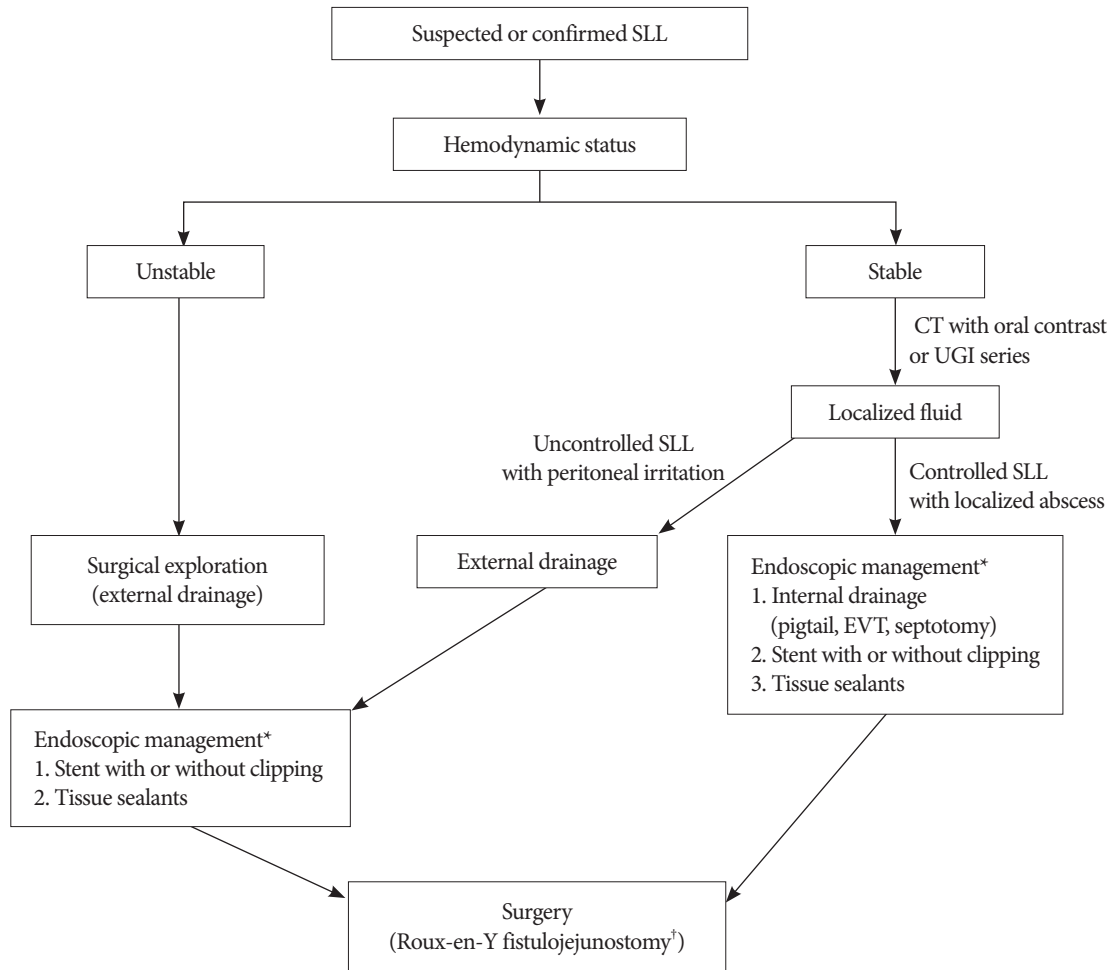 Suspected or confirmed SLL
Hemodynamic status
Unstable
Stable
CT with oral contrast
or UGI series
Localized fluid
Uncontrolled SLL
with peritoneal irritation
Controlled SLL
with localized abscess
Surgical exploration
(external drainage)
External drainage
Endoscopic management*
1. Internal drainage
(pigtail, EVT, septotomy)
2. Stent with or without clipping
3. Tissue sealants
Endoscopic management*
1. Stent with or without clipping
2. Tissue sealants
Surgery
(Roux-en-Y fistulojejunostomy†)